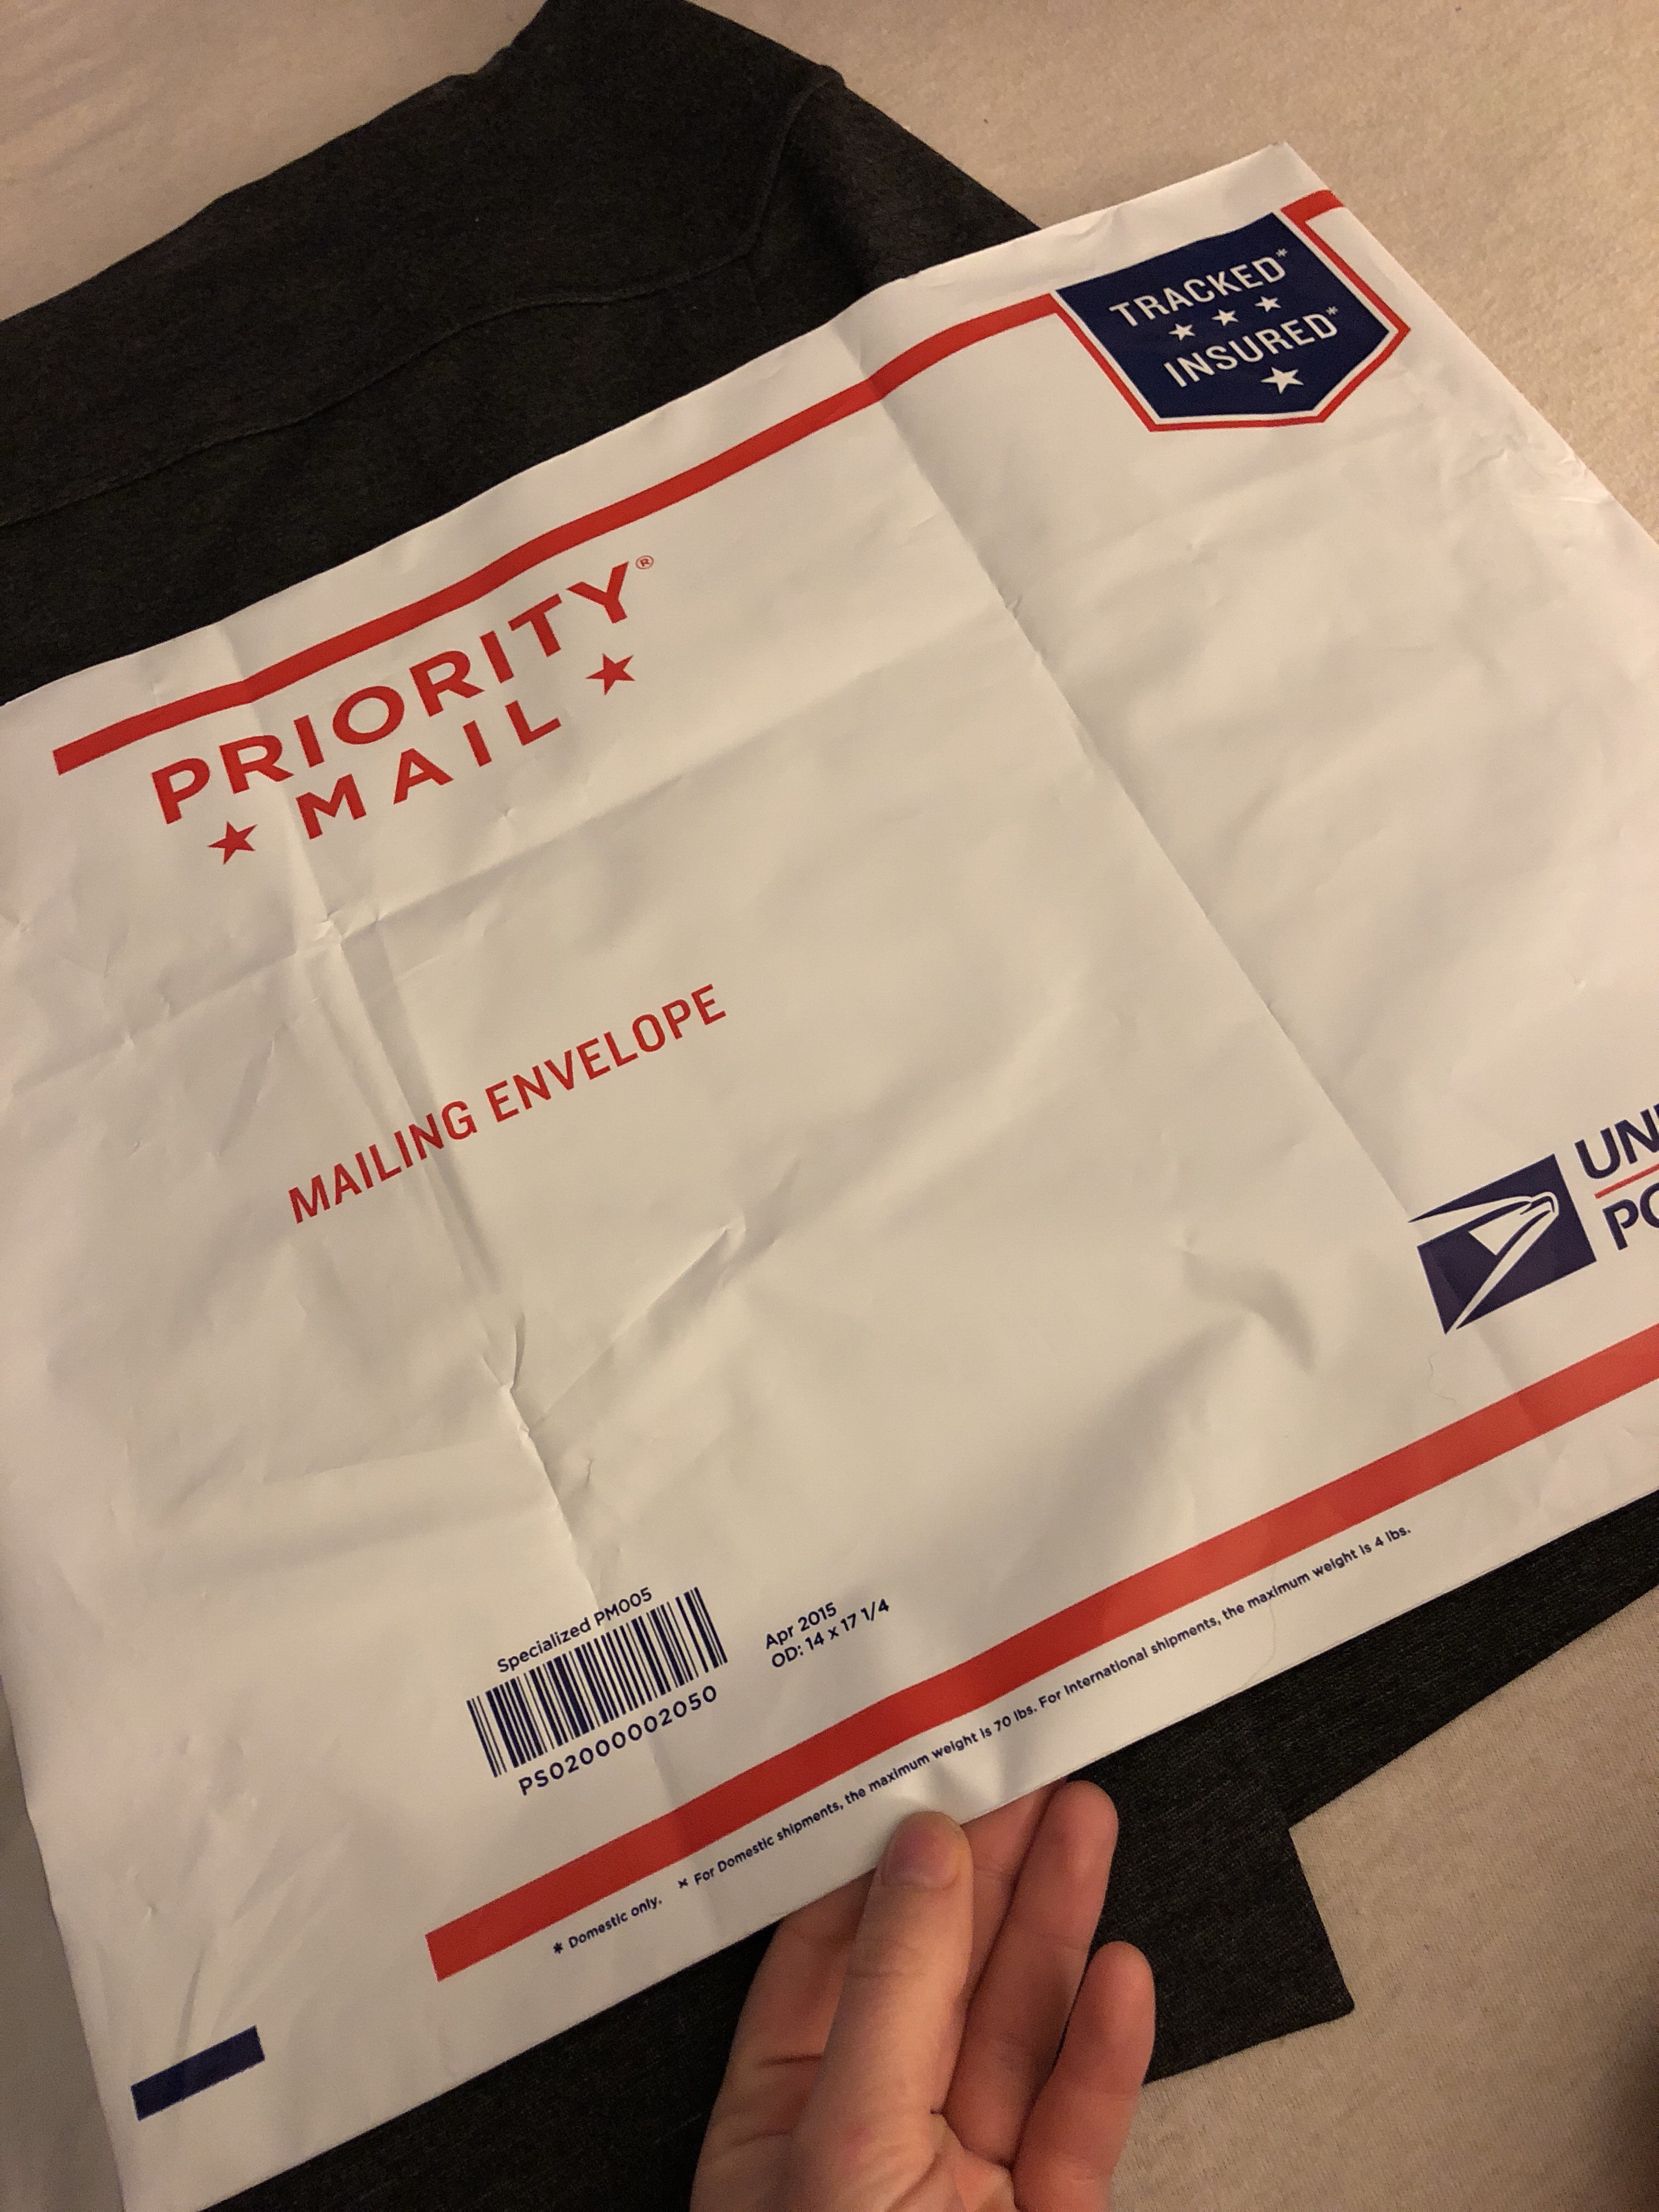 TRACKED*
INSURED*
PRIORITY®
★ MAIL ★
MAILING ENVELOPE
Specialized PM005
PS02000002050
Apr 2015
OD: 14 x 17 1/4
* Domestic only. × For Domestic shipments, the maximum weight is 70 lbs. For International shipments, the maximum weight is 4 lbs.